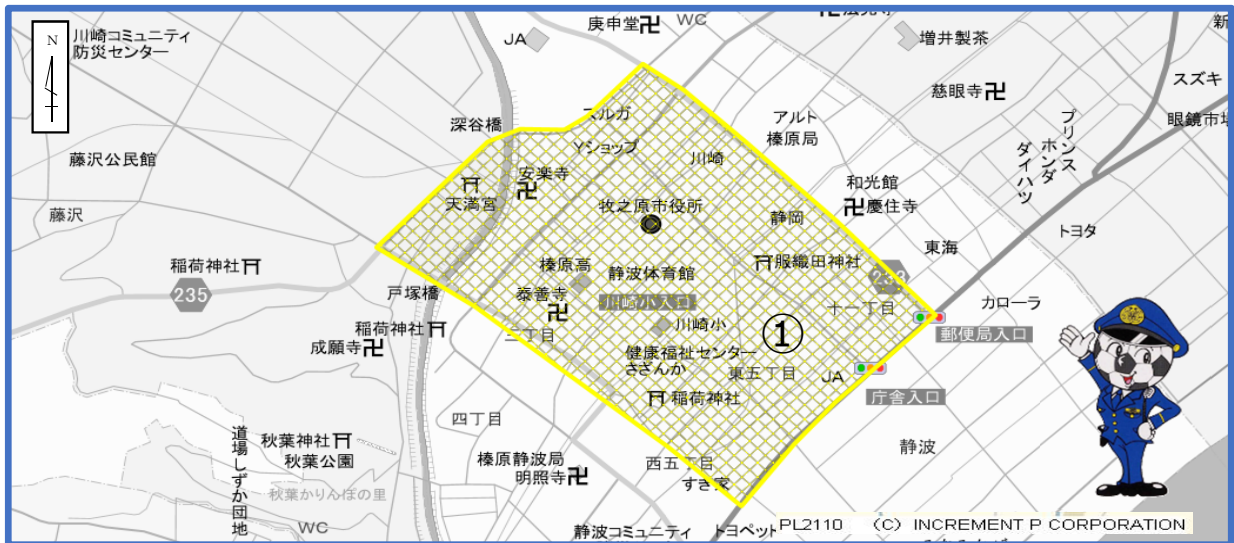 N
川崎コミュニティ
防災センター
庚申堂
WC
JA
増井製茶
新
スズキ
慈眼寺
眼鏡市場
プリンス
ホンダ
ダイハツ
スルガ
アルト
榛原局
深谷橋
Yショップ
川崎
藤沢公民館
安楽寺
天満宮
和光館
慶住寺
牧之原市役所
静岡
藤沢
トヨタ
東海
稲荷神社
235
榛原高
静波体育館
服織田神社
233
戸塚橋
泰善寺
川崎小入口
十一丁目
カローラ
稲荷神社
成願寺
二丁目
川崎小
①
郵便局入口
健康福祉センター
さざんか
東五丁目
JA
庁舎入口
稲荷神社
四丁目
静波
道場しずか団地
秋葉神社
秋葉公園
榛原静波局
明照寺
西五丁目
すき家
秋葉かりんぽの里
WC
静波コミュニティ
トヨペット
PL2110 (C) INCREMENT P CORPORATION